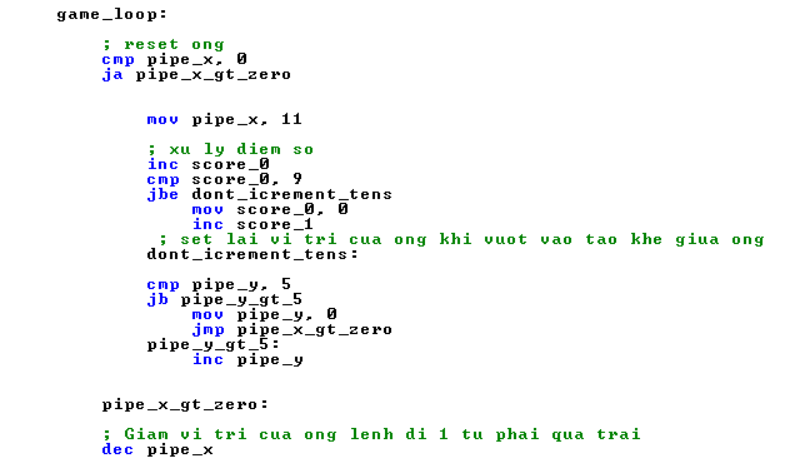 game_loop:
; reset ong
cmp pipe_x, 0
ja pipe_x_gt_zero
mov pipe_x, 11
; xu ly diem so
inc score_0
cmp score_0, 9
jbe dont_icrement_tens
mov score_0, 0
inc score_1
; set lai vi tri cua ong khi vuot vao tao khe giua ong
dont_icrement_tens:
cmp pipe_y, 5
jb pipe_y_gt_5
mov pipe_y, 0
jmp pipe_x_gt_zero
pipe_y_gt_5:
inc pipe_y
pipe_x_gt_zero:
; Giam vi tri cua ong lenh di 1 tu phai qua trai
dec pipe_x